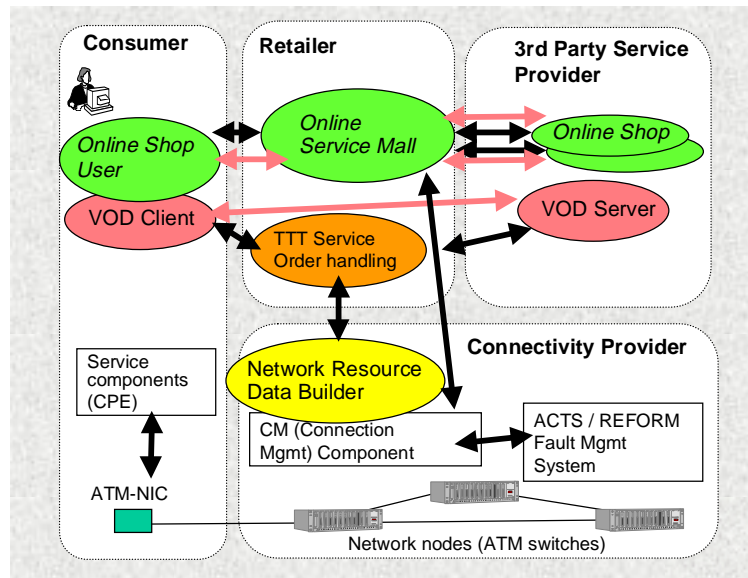 Consumer
Retailer
3rd Party Service
Provider
Online
Service Mall
Online Shop
Online Shop
User
VOD Client
VOD Server
TTT Service
Order handling
Connectivity Provider
Network Resource
Data Builder
Service
components
(CPE)
CM (Connection
Mgmt) Component
ACTS / REFORM
Fault Mgmt
System
ATM-NIC
Network nodes (ATM switches)